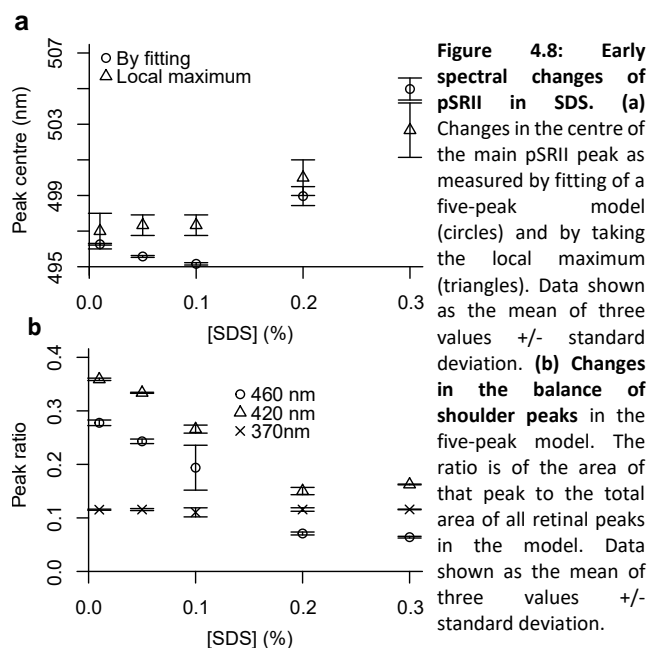 a
507
503
499
495
Peak centre (nm)
By fitting
Local maximum
0.0 0.1 0.2 0.3
[SDS] (%)
b
0.4
0.3
0.2
0.1
0.0
Peak ratio
460 nm
420 nm
370nm
0.0 0.1 0.2 0.3
[SDS] (%)
Figure 4.8: Early
spectral changes of
pSRII in SDS. (a)
Changes in the centre of
the main pSRII peak as
measured by fitting of a
five-peak model
(circles) and by taking
the local maximum
(triangles). Data shown
as the mean of three
values +/- standard
deviation. (b) Changes
in the balance of
shoulder peaks in the
five-peak model. The
ratio is of the area of
that peak to the total
area of all retinal peaks
in the model. Data
shown as the mean of
three values +/-
standard deviation.